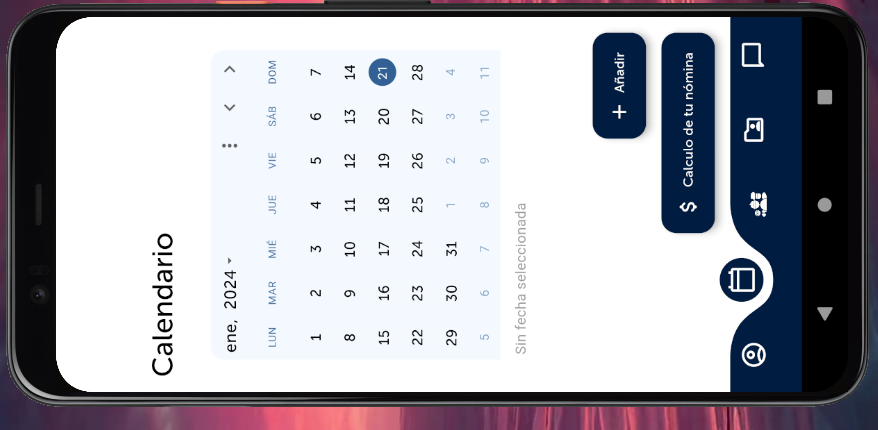 Calendario
ene, 2024
LUN MAR MIÉ JUE VIE SÁB DOM
1 2 3 4 5 6 7
8 9 10 11 12 13 14
15 16 17 18 19 20 21
22 23 24 25 26 27 28
29 30 31 1 2 3 4
5 6 7 8 9 10 11
Sin fecha seleccionada
+ Añadir
$ Calculo de tu nómina